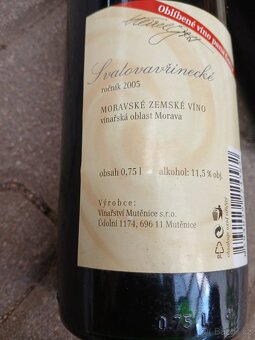 Oblíbené víno pana
Svatovavřinecké
ročník 2005
MORAVSKÉ ZEMSKÉ VÍNO
vinařská oblast Morava
obsah 0,75 l
alkohol: 11,5 % obj.
Výrobce:
Vinařství Mutěnice s.r.o.
Údolní 1174, 696 11 Mutěnice
0.75 L